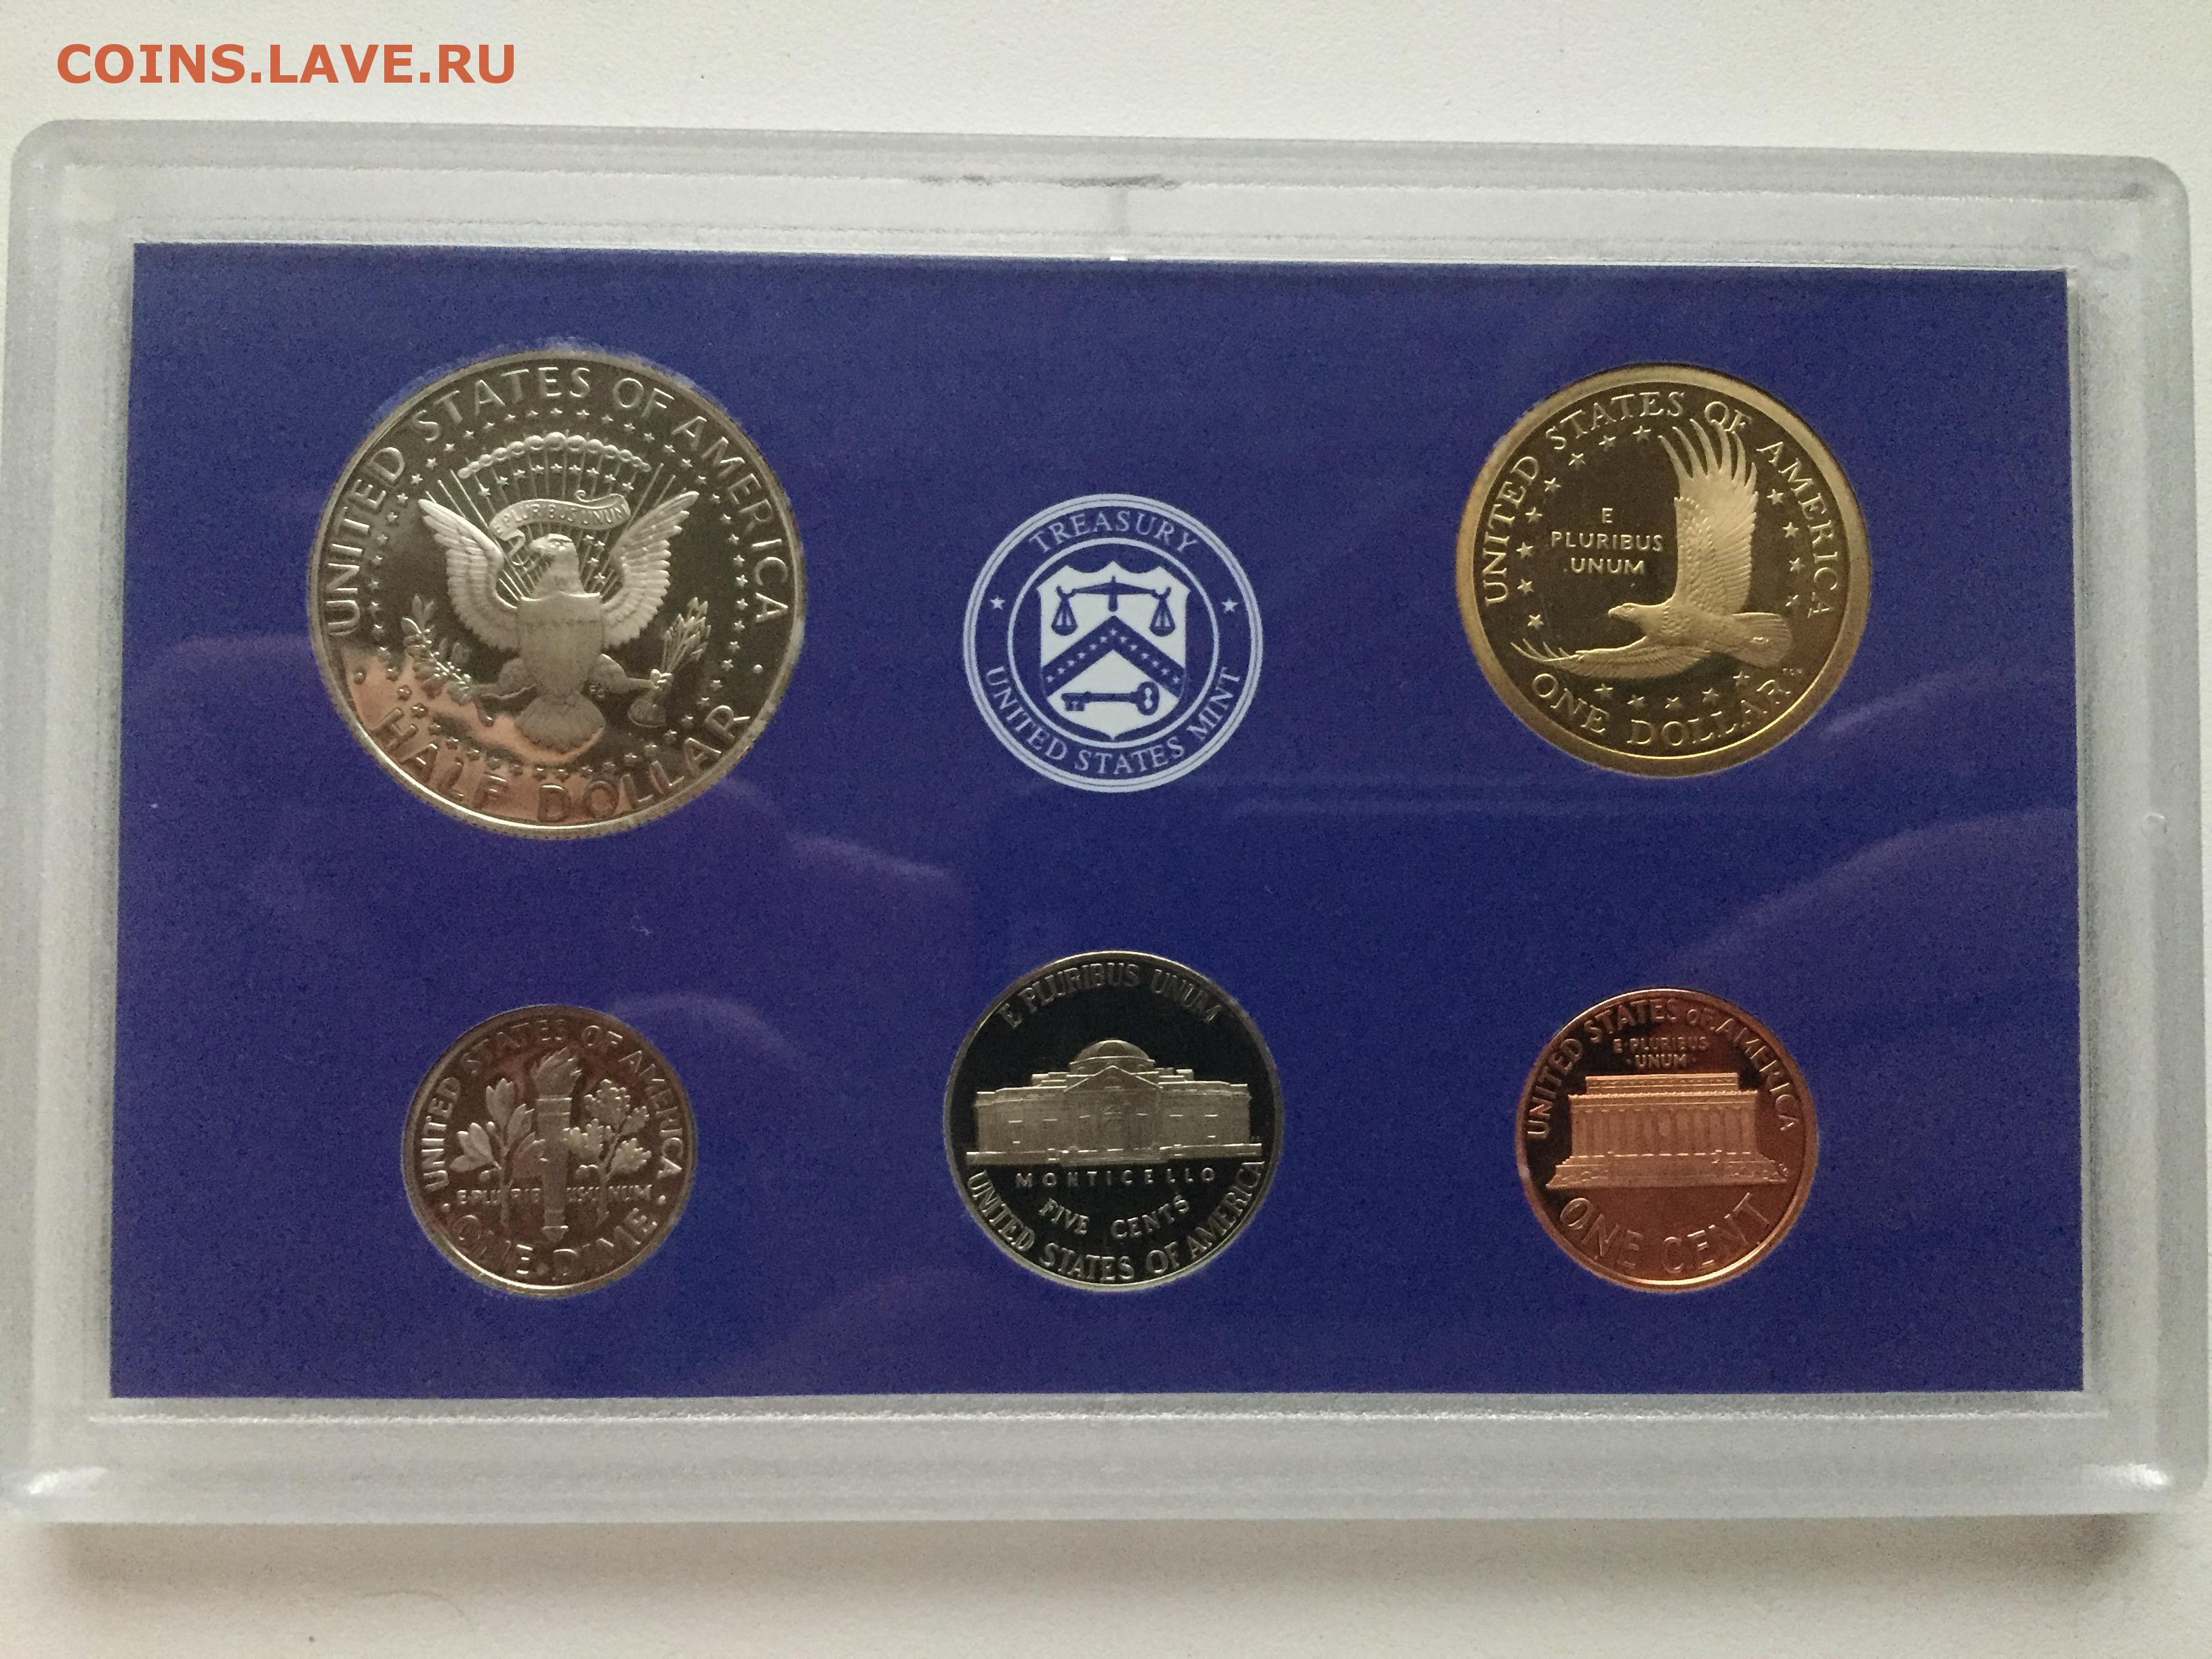 COINS.LAVE.RU
UNITED STATES OF AMERICA
E PLURIBUS UNUM
HALF DOLLAR
TREASURY
UNITED STATES MINT
UNITED STATES OF AMERICA
E
PLURIBUS
UNUM
ONE DOLLAR
UNITED STATES OF AMERICA
E PLURIBUS UNUM
ONE DIME
E PLURIBUS UNUM
MONTICELLO
FIVE CENTS
UNITED STATES OF AMERICA
UNITED STATES OF AMERICA
E·PLURIBUS
·UNUM·
ONE CENT